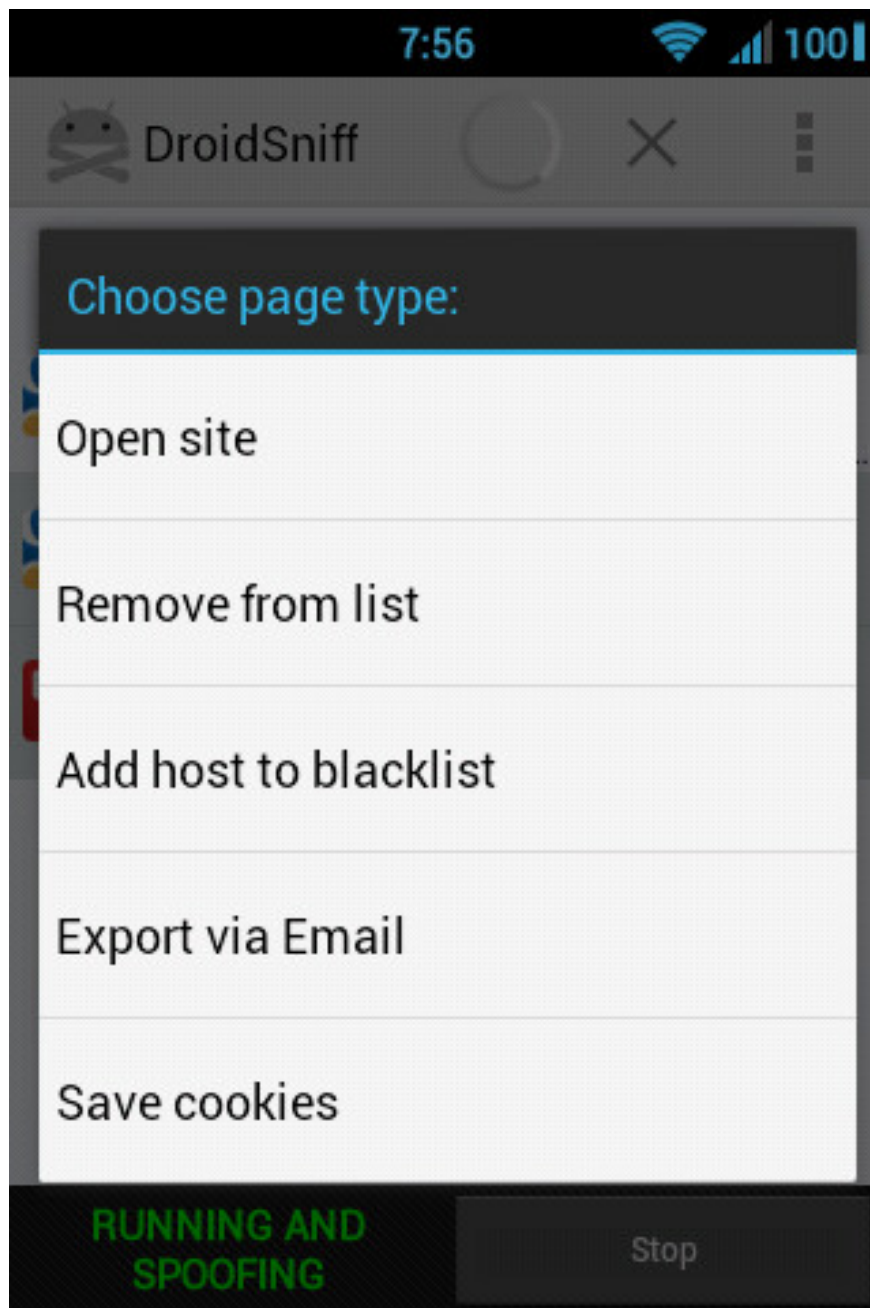 7:56
100
DroidSniff
Choose page type:
Open site
Remove from list
Add host to blacklist
Export via Email
Save cookies
RUNNING AND
SPOOFING
Stop